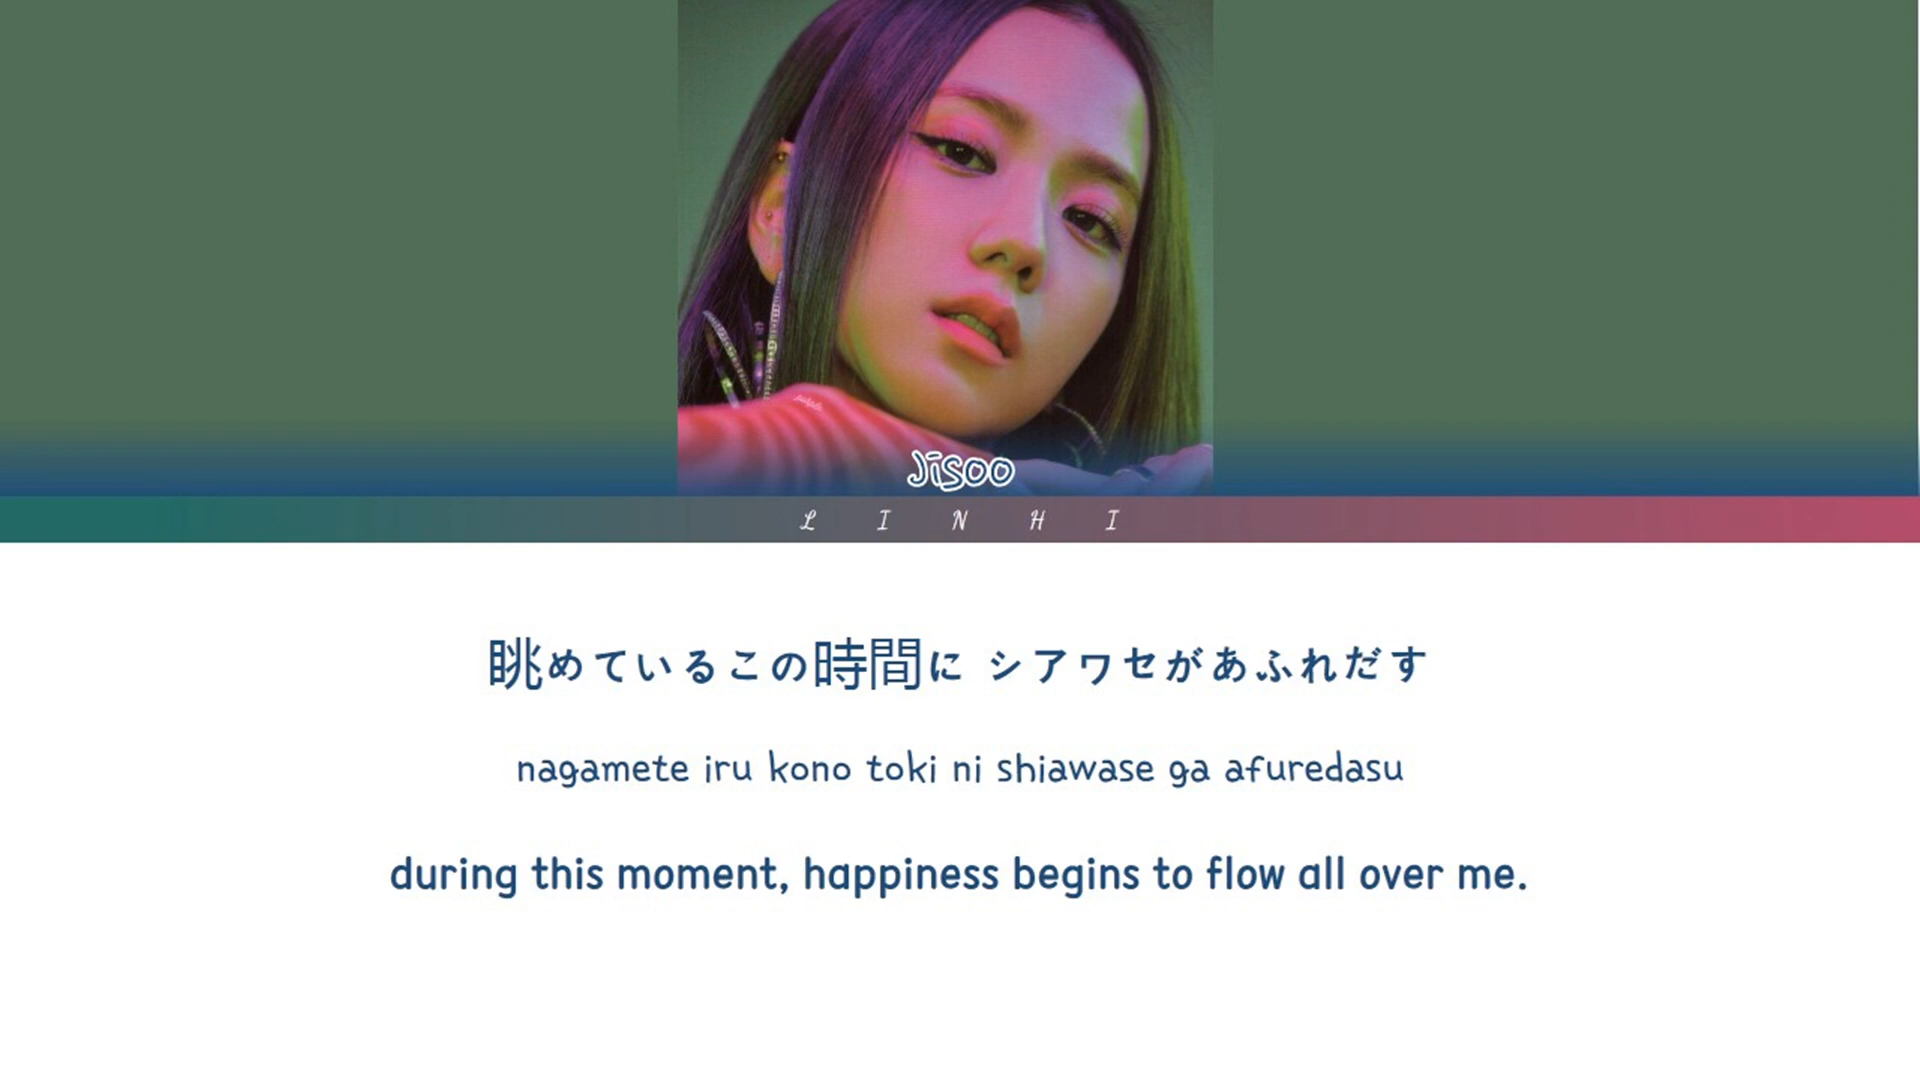 Jisoo
L I N H I
眺めているこの時間に シアワセがあふれだす
nagamete iru kono toki ni shiawase ga afuredasu
during this moment, happiness begins to flow all over me.